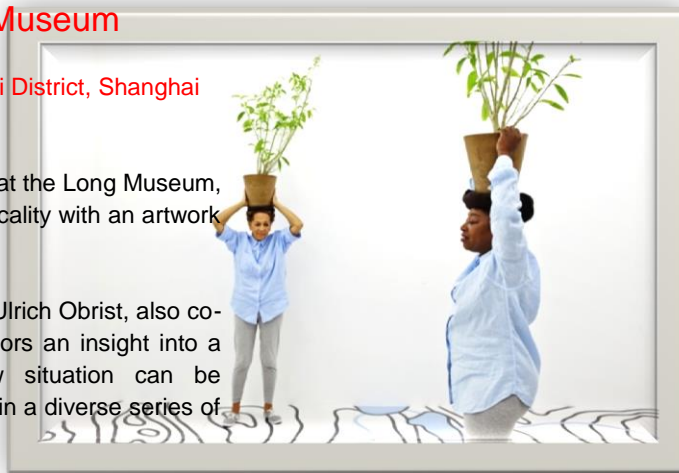 Museum
i District, Shanghai
at the Long Museum,
cality with an artwork
Ulrich Obrist, also co-
ors an insight into a
situation can be
in a diverse series of